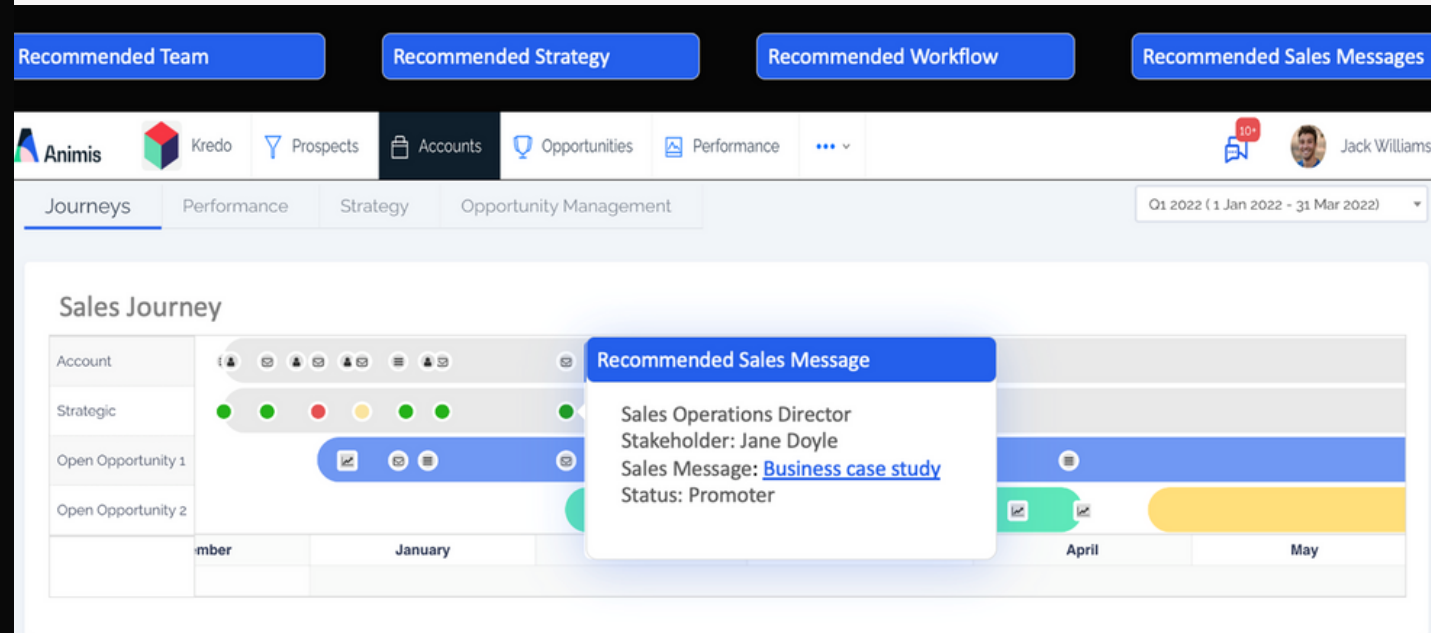 Recommended Team
Recommended Strategy
Recommended Workflow
Recommended Sales Messages
Animis
Kredo
Prospects
Accounts
Opportunities
Performance
10+
Jack Williams
Journeys
Performance
Strategy
Opportunity Management
Q1 2022 ( 1 Jan 2022 - 31 Mar 2022)
Sales Journey
Account
Recommended Sales Message
Strategic
Sales Operations Director
Stakeholder: Jane Doyle
Open Opportunity 1
Sales Message: Business case study
Status: Promoter
Open Opportunity 2
mber
January
April
May